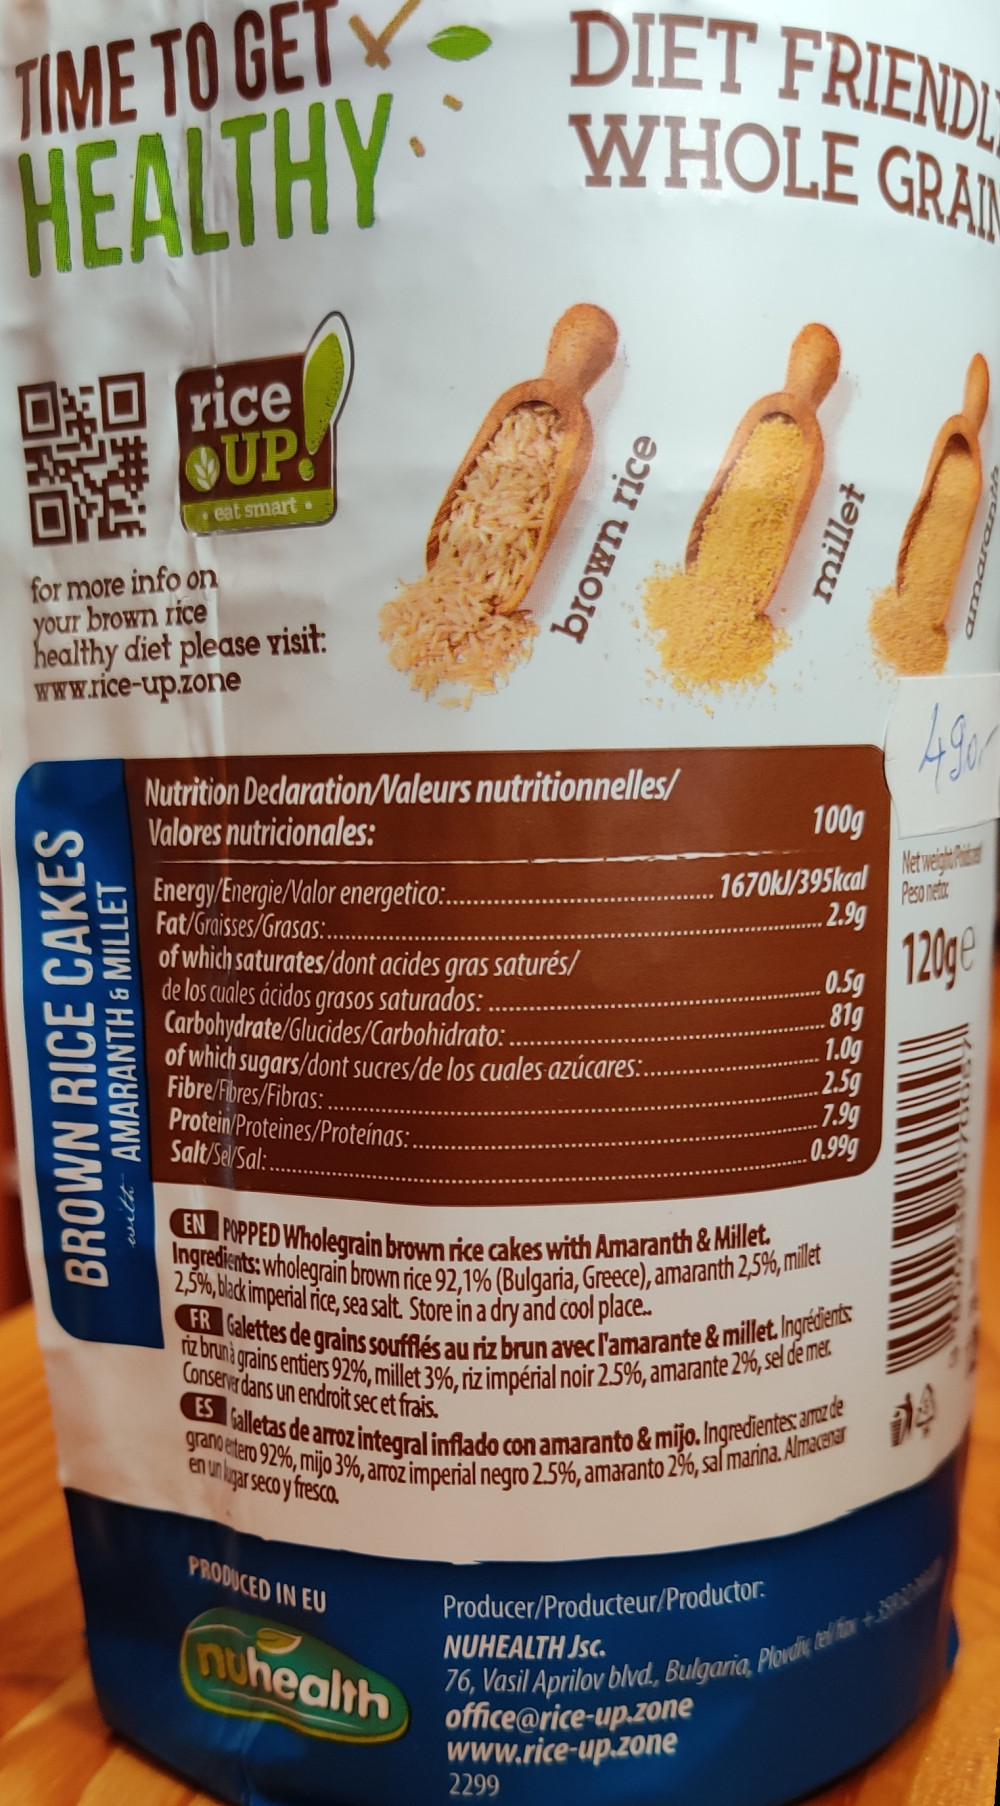 TIME TO GET
HEALTHY
DIET FRIENDLY
WHOLE GRAIN
rice
UP!
• eat smart •
for more info on
your brown rice
healthy diet please visit:
www.rice-up.zone
brown rice
millet
amaranth
490.-
BROWN RICE CAKES
with AMARANTH & MILLET
Nutrition Declaration/Valeurs nutritionnelles/
Valores nutricionales: 100g
Energy/Energie/Valor energetico: 1670kJ/395kcal
Fat/Graisses/Grasas: 2.9g
of which saturates/dont acides gras saturés/
de los cuales ácidos grasos saturados: 0.5g
Carbohydrate/Glucides/Carbohidrato: 81g
of which sugars/dont sucres/de los cuales azúcares: 1.0g
Fibre/Fibres/Fibras: 2.5g
Protein/Proteines/Proteínas: 7.9g
Salt/Sel/Sal: 0.99g
Net weight/
Peso neto:
120g e
EN POPPED Wholegrain brown rice cakes with Amaranth & Millet.
Ingredients: wholegrain brown rice 92,1% (Bulgaria, Greece), amaranth 2,5%, millet
2,5%, black imperial rice, sea salt. Store in a dry and cool place..
FR Galettes de grains soufflés au riz brun avec l'amarante & millet. Ingrédients:
riz brun à grains entiers 92%, millet 3%, riz impérial noir 2.5%, amarante 2%, sel de mer.
Conserver dans un endroit sec et frais.
ES Galletas de arroz integral inflado con amaranto & mijo. Ingredientes: arroz de
grano entero 92%, mijo 3%, arroz imperial negro 2.5%, amaranto 2%, sal marina. Almacenar
en un lugar seco y fresco.
PRODUCED IN EU
nuhealth
Producer/Producteur/Productor:
NUHEALTH Jsc.
76, Vasil Aprilov blvd., Bulgaria, Plovdiv, tel/fax
office@rice-up.zone
www.rice-up.zone
2299